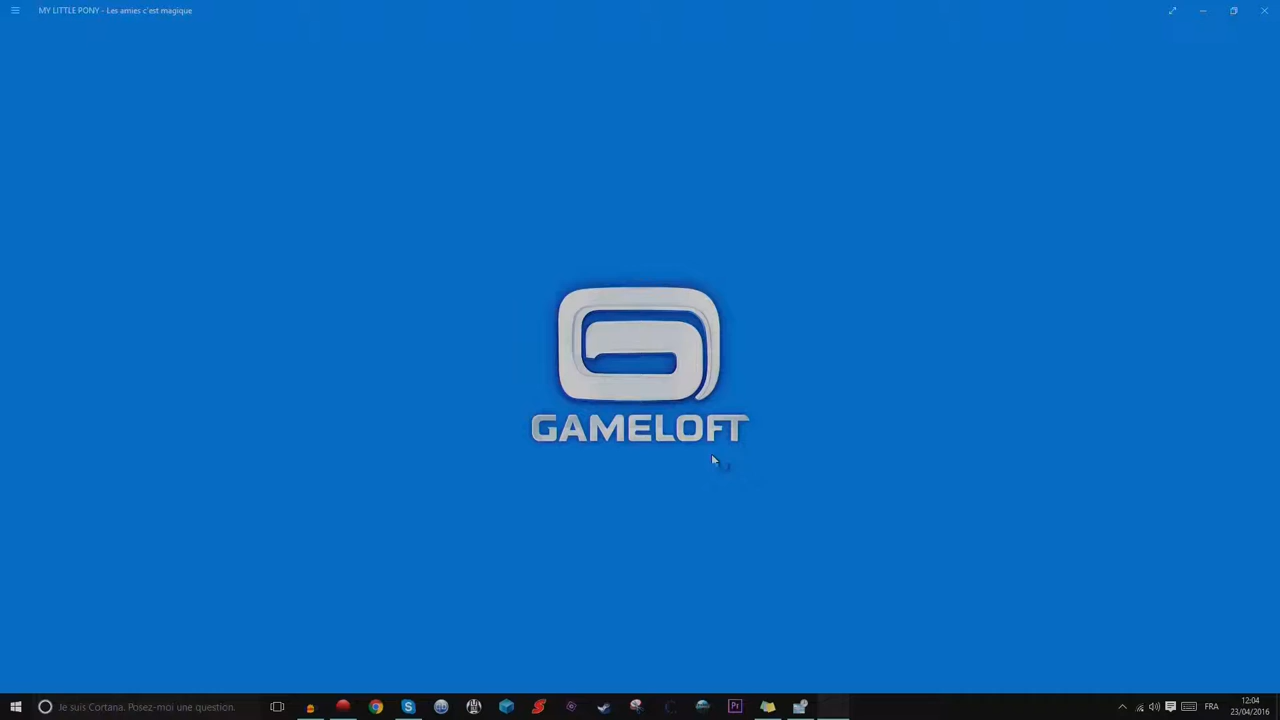 MY LITTLE PONY - Les amies c'est magique
GAMELOFT
Je suis Cortana. Posez-moi une question.
S
Pr
FRA
12:04
23/04/2016